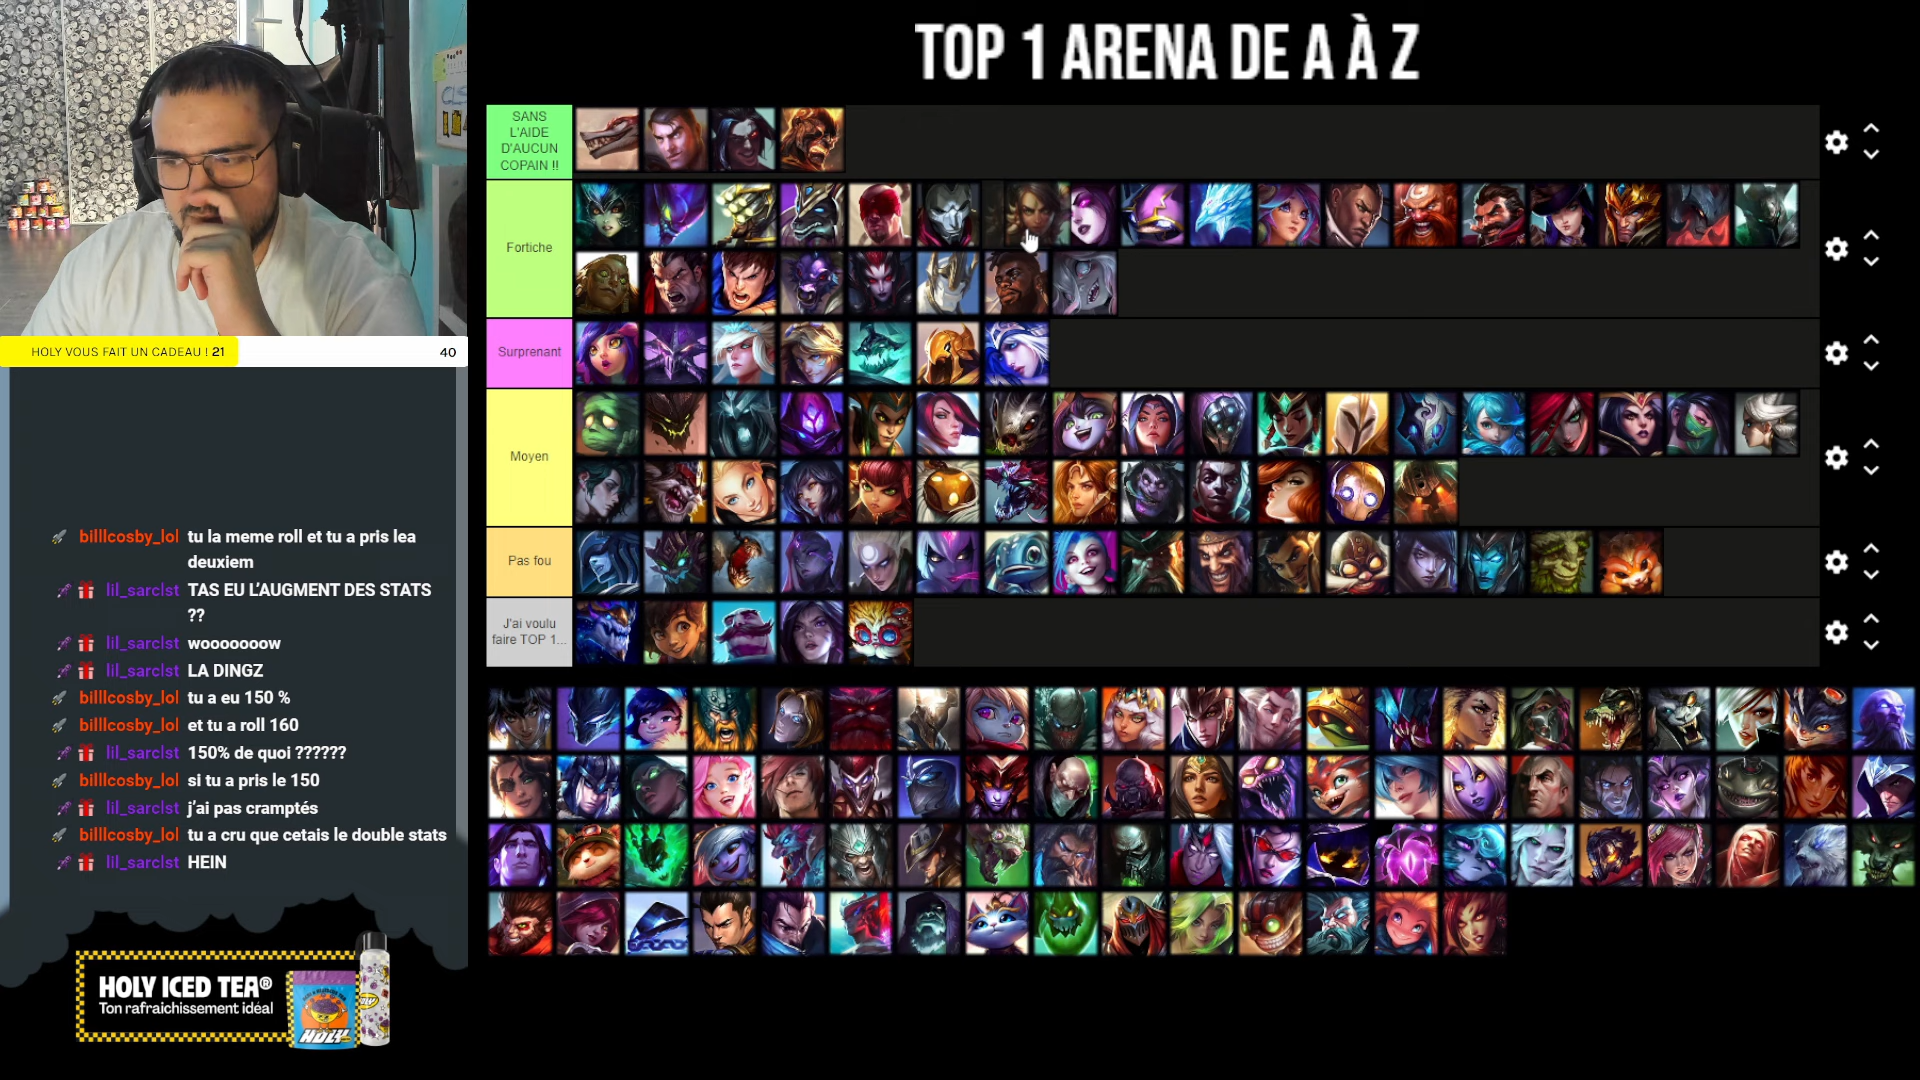 TOP 1 ARENA DE A À Z
SANS
L'AIDE
D'AUCUN
COPAIN !!
Fortiche
Surprenant
Moyen
Pas fou
J'ai voulu
faire TOP 1...
HOLY VOUS FAIT UN CADEAU ! 21
40
billlcosby_lol tu la meme roll et tu a pris lea
deuxiem
lil_sarclst TAS EU L'AUGMENT DES STATS
??
lil_sarclst wooooooow
lil_sarclst LA DINGZ
billlcosby_lol tu a eu 150 %
billlcosby_lol et tu a roll 160
lil_sarclst 150% de quoi ??????
billlcosby_lol si tu a pris le 150
lil_sarclst j'ai pas cramptés
billlcosby_lol tu a cru que cetais le double stats
lil_sarclst HEIN
HOLY ICED TEA®
Ton rafraichissement idéal
HOLY